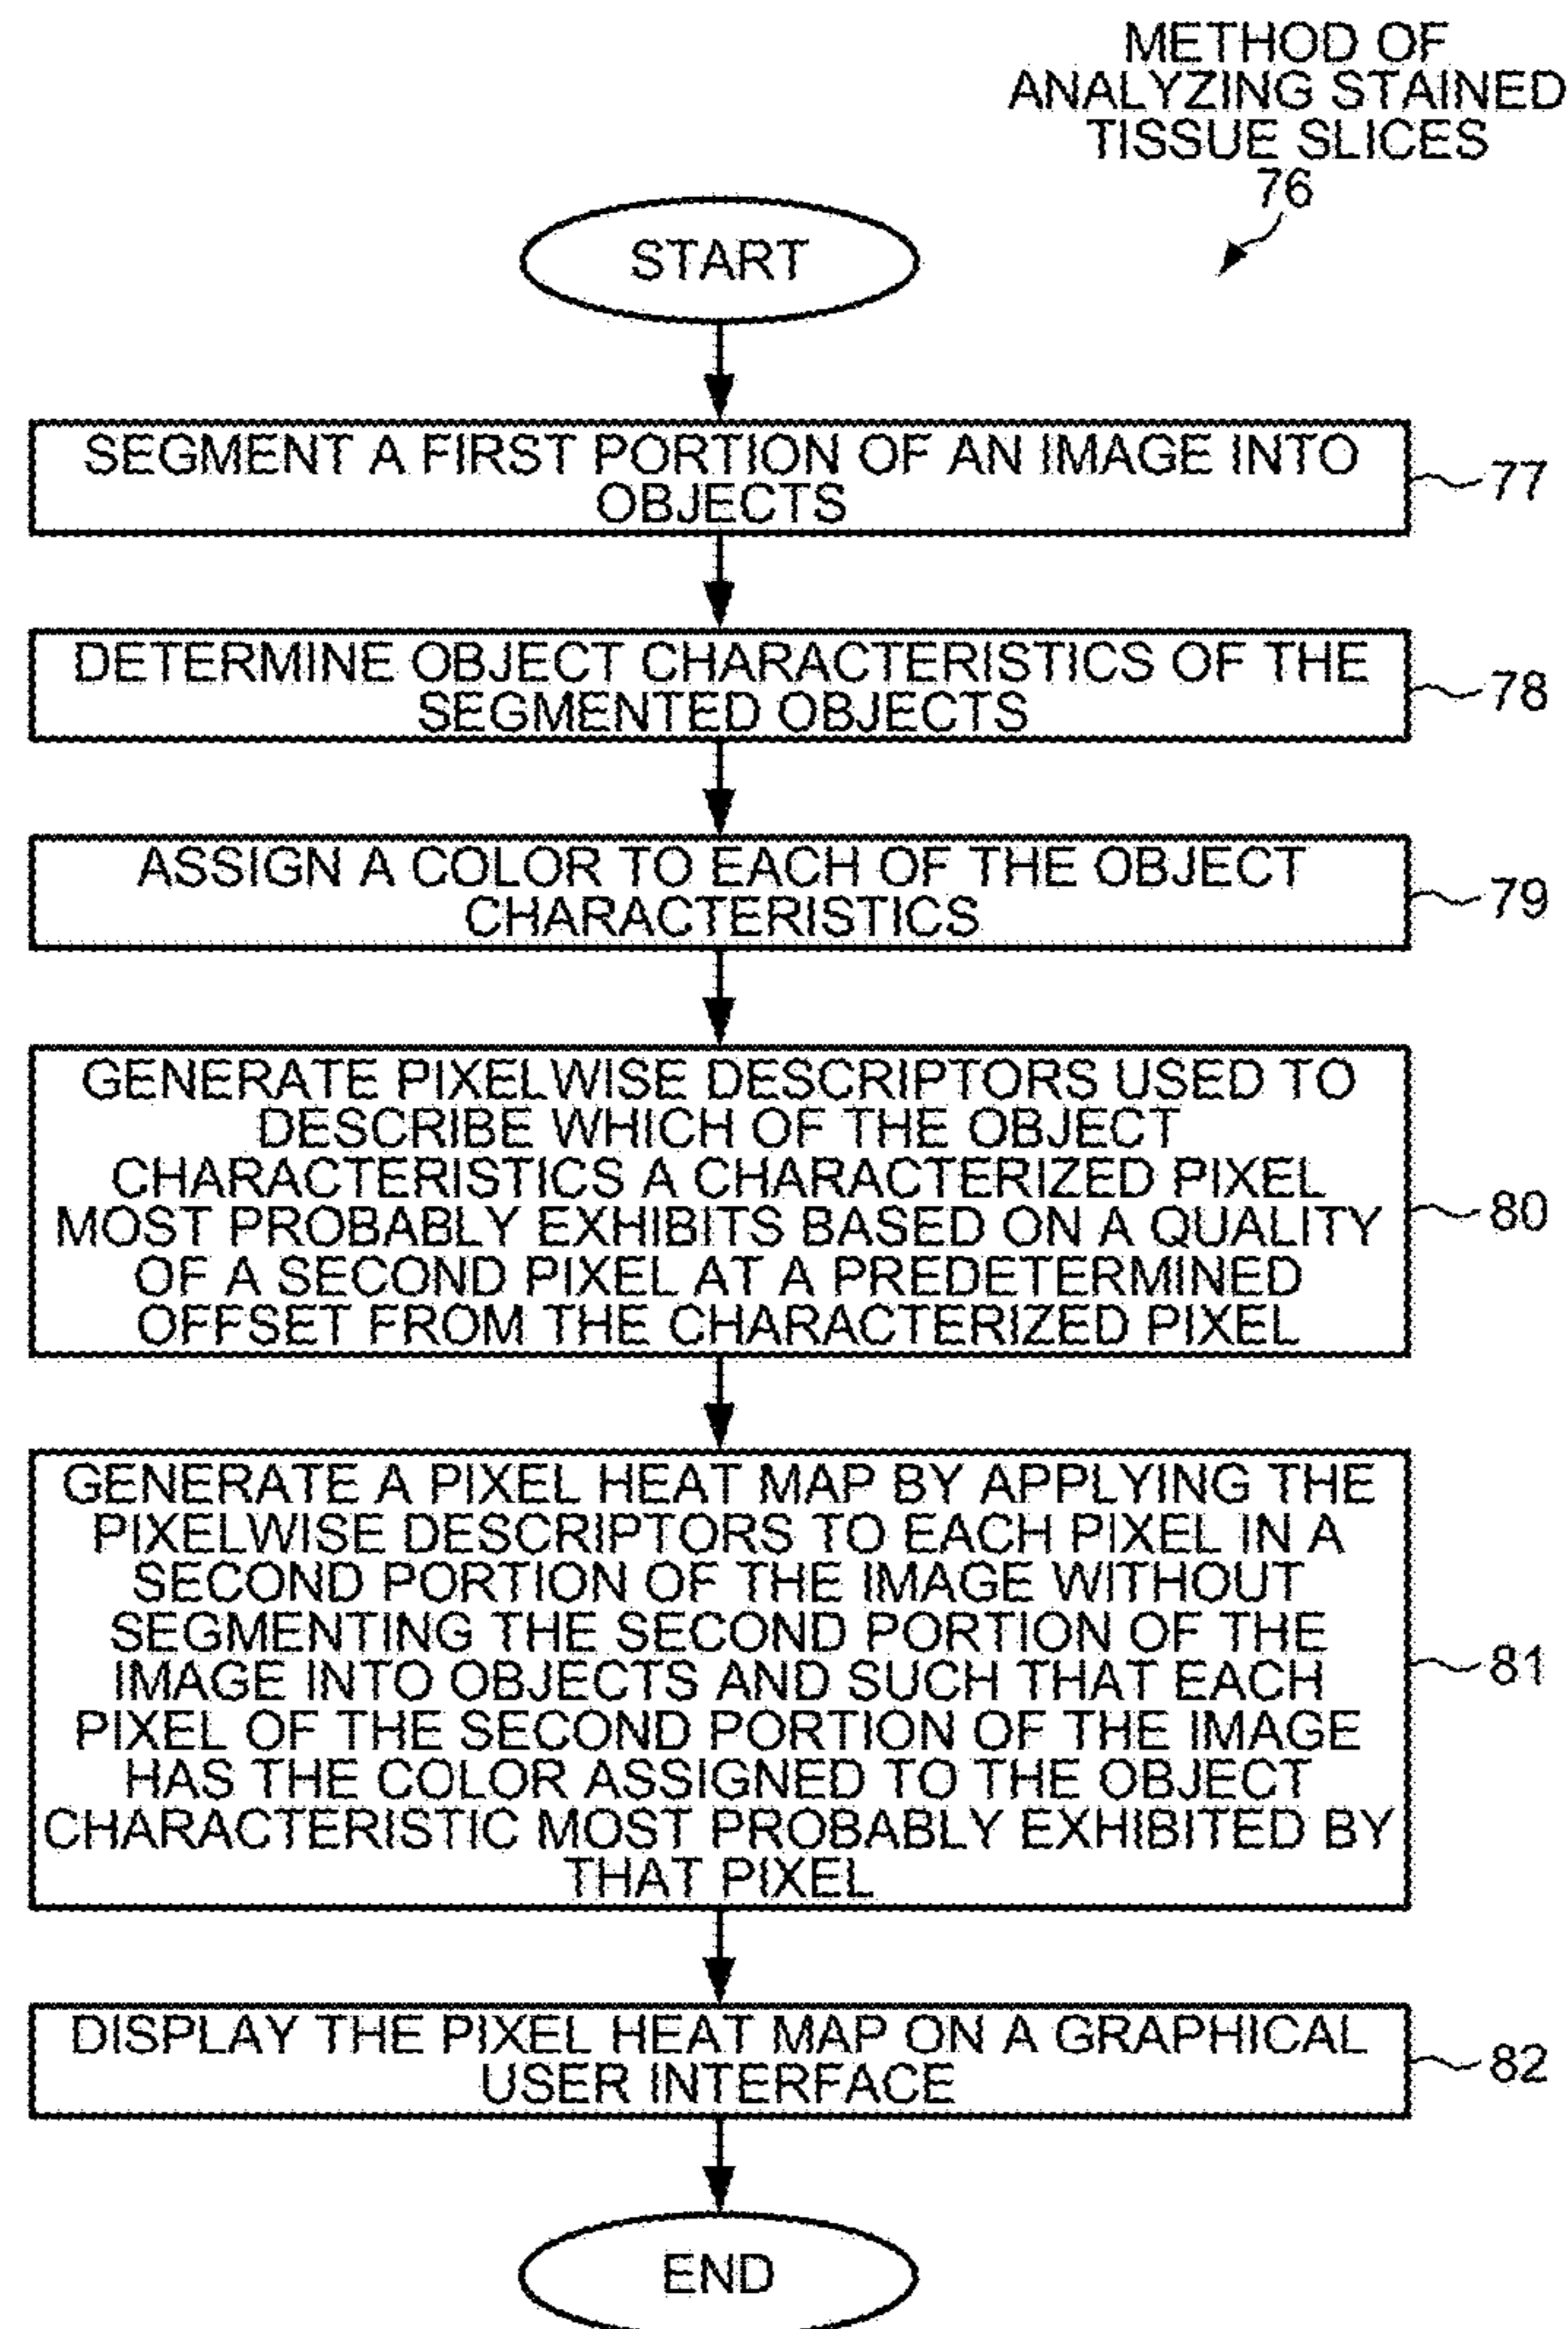 METHOD OF
ANALYZING STAINED
TISSUE SLICES
76
START
SEGMENT A FIRST PORTION OF AN IMAGE INTO
OBJECTS
77
DETERMINE OBJECT CHARACTERISTICS OF THE
SEGMENTED OBJECTS
78
ASSIGN A COLOR TO EACH OF THE OBJECT
CHARACTERISTICS
79
GENERATE PIXELWISE DESCRIPTORS USED TO
DESCRIBE WHICH OF THE OBJECT
CHARACTERISTICS A CHARACTERIZED PIXEL
MOST PROBABLY EXHIBITS BASED ON A QUALITY
OF A SECOND PIXEL AT A PREDETERMINED
OFFSET FROM THE CHARACTERIZED PIXEL
80
GENERATE A PIXEL HEAT MAP BY APPLYING THE
PIXELWISE DESCRIPTORS TO EACH PIXEL IN A
SECOND PORTION OF THE IMAGE WITHOUT
SEGMENTING THE SECOND PORTION OF THE
IMAGE INTO OBJECTS AND SUCH THAT EACH
PIXEL OF THE SECOND PORTION OF THE IMAGE
HAS THE COLOR ASSIGNED TO THE OBJECT
CHARACTERISTIC MOST PROBABLY EXHIBITED BY
THAT PIXEL
81
DISPLAY THE PIXEL HEAT MAP ON A GRAPHICAL
USER INTERFACE
82
END